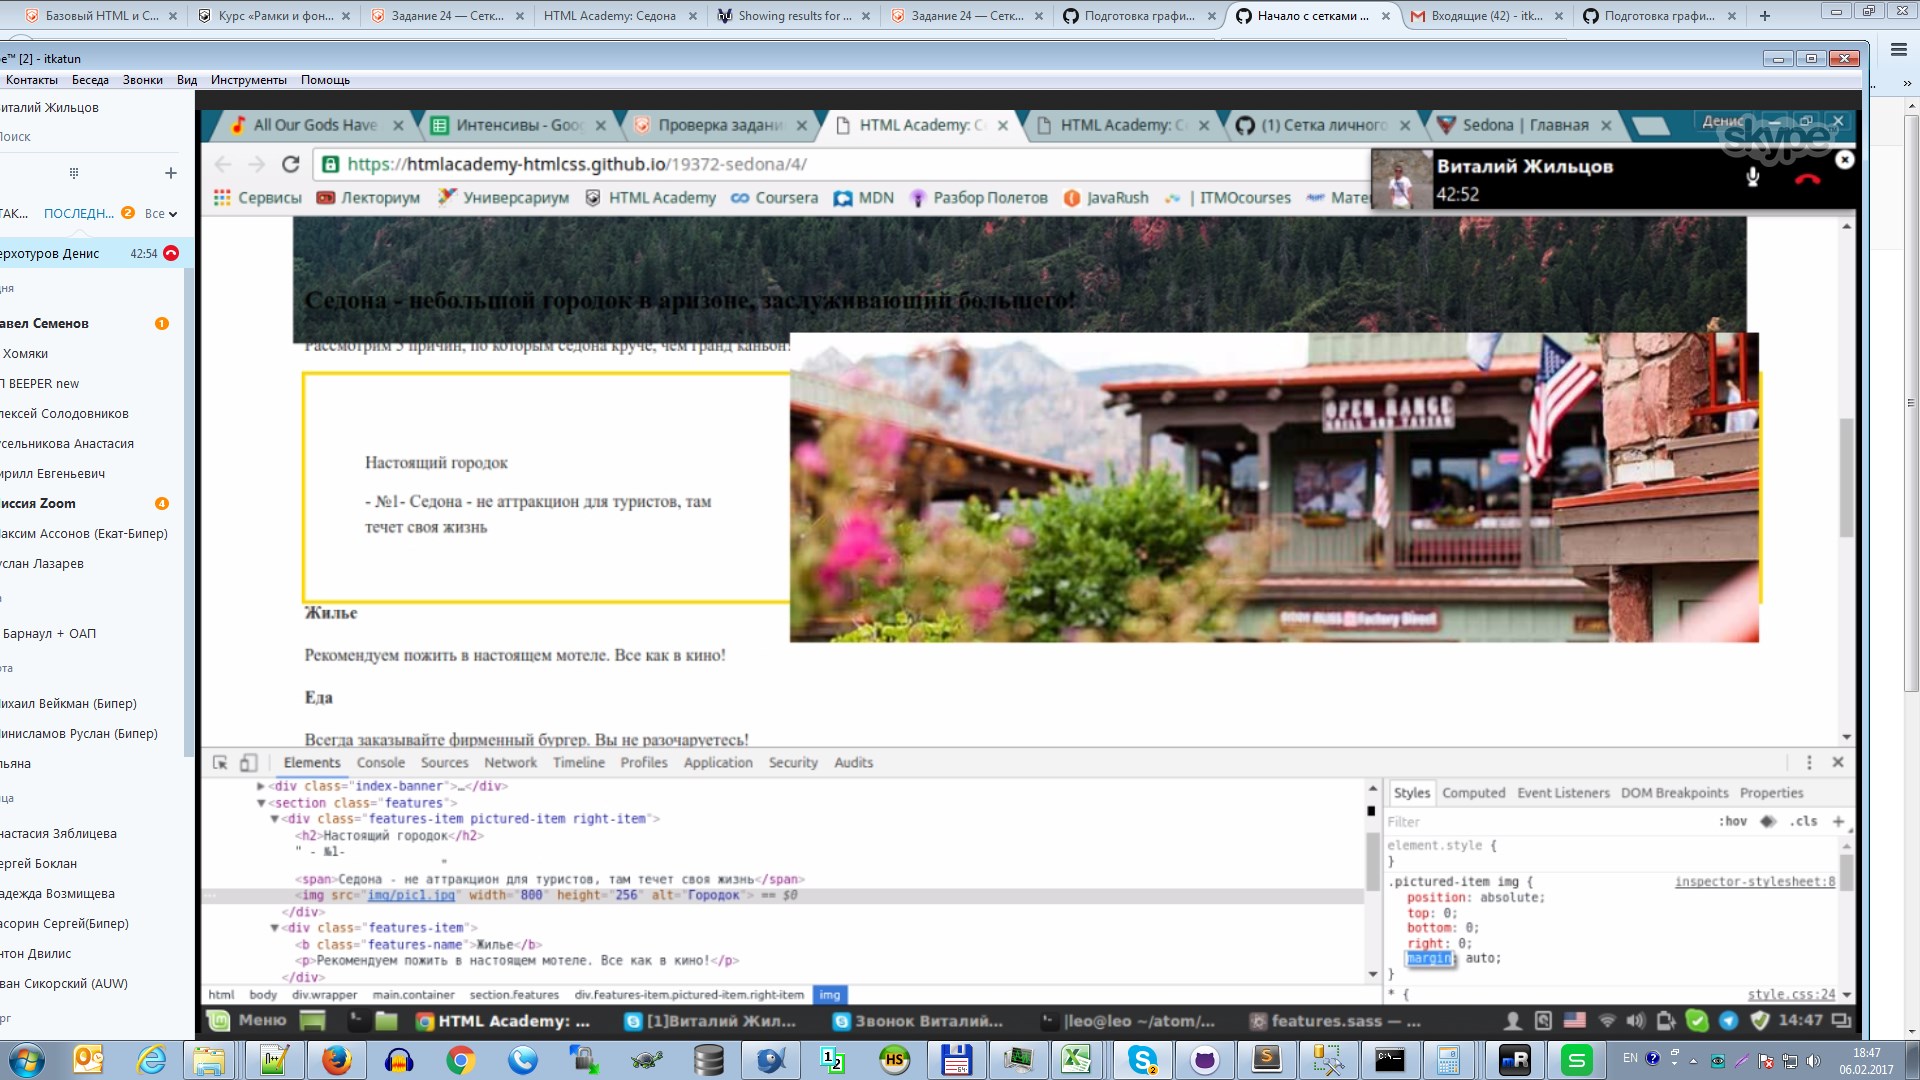 Базовый HTML и C...
Курс «Рамки и фон...
Задание 24 — Сетк...
HTML Academy: Седона
Showing results for ...
Задание 24 — Сетк...
Подготовка графи...
Начало с сетками ...
Входящие (42) - itk...
Подготовка графи...
[2] - itkatun
Контакты Беседа Звонки Вид Инструменты Помощь
италий Жильцов
Поиск
ТАК... ПОСЛЕДН... 2 Все
ерхотуров Денис 42:54
дня
авел Семенов 1
Хомяки
П BEEPER new
лексей Солодовников
усельникова Анастасия
ирилл Евгеньевич
иссия Zoom 4
аксим Ассонов (Екат-Бипер)
услан Лазарев
Барнаул + ОАП
ота
ихаил Вейкман (Бипер)
инисламов Руслан (Бипер)
льяна
ица
настасия Зяблицева
ергей Боклан
адежда Возмищева
асорин Сергей(Бипер)
нтон Двилис
ван Сикорский (AUW)
рг
All Our Gods Have
Интенсивы - Goog
Проверка задани
HTML Academy: С
HTML Academy: С
(1) Сетка личного
Sedona | Главная
Денис
skype™
https://htmlacademy-htmlcss.github.io/19372-sedona/4/
Виталий Жильцов
42:52
Сервисы Лекториум Универсариум HTML Academy Coursera MDN Разбор Полетов JavaRush | ITMOcourses Мате
Седона - небольшой городок в аризоне, заслуживающий большего!
Рассмотрим 5 причин, по которым седона круче, чем гранд каньон!
OPEN RANGE
GRILL AND TAVERN
Factory Direct
Настоящий городок
- №1- Седона - не аттракцион для туристов, там
течет своя жизнь
Жилье
Рекомендуем пожить в настоящем мотеле. Все как в кино!
Еда
Всегда заказывайте фирменный бургер. Вы не разочаруетесь!
Elements Console Sources Network Timeline Profiles Application Security Audits
<div class="index-banner">…</div>
<section class="features">
<div class="features-item pictured-item right-item">
<h2>Настоящий городок</h2>
" - №1-
"
<span>Седона - не аттракцион для туристов, там течет своя жизнь</span>
<img src="img/pic1.jpg" width="800" height="256" alt="Городок"> == $0
</div>
<div class="features-item">
<b class="features-name">Жилье</b>
<p>Рекомендуем пожить в настоящем мотеле. Все как в кино!</p>
</div>
html body div.wrapper main.container section.features div.features-item.pictured-item.right-item img
Styles Computed Event Listeners DOM Breakpoints Properties
Filter :hov .cls +
element.style {
}
.pictured-item img { inspector-stylesheet:8
position: absolute;
top: 0;
bottom: 0;
right: 0;
margin: auto;
}
* { style.css:24
Меню
HTML Academy: ...
[1]Виталий Жил...
Звонок Виталий...
|leo@leo ~/atom/...
features.sass — ...
14:47
EN
18:47
06.02.2017